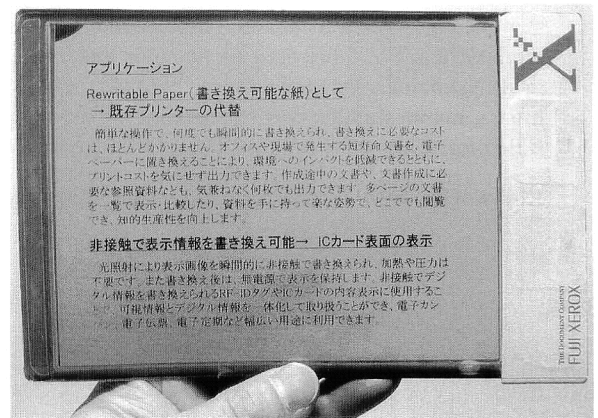 アプリケーション
Rewritable Paper(書き換え可能な紙)として
→ 既存プリンターの代替
簡単な操作で、何度でも瞬間的に書き換えられ、書き換えに必要なコスト
は、ほとんどかかりません。オフィスや現場で発生する短寿命文書を、電子
ペーパーに置き換えることにより、環境へのインパクトを低減できるとともに、
プリントコストを気にせず出力できます。作成途中の文書や、文書作成に必
要な参照資料なども、気兼ねなく何枚でも出力できます。多ページの文書
を一覧で表示・比較したり、資料を手に持って楽な姿勢で、どこででも閲覧
でき、知的生産性を向上します。
非接触で表示情報を書き換え可能→ ICカード表面の表示
光照射により表示画像を瞬間的に非接触で書き換えられ、加熱や圧力は
不要です。また書き換え後は、無電源で表示を保持します。非接触でデジ
タル情報を書き換えられるRF-IDタグやICカードの内容表示に使用するこ
とで、可視情報とデジタル情報を一体化して取り扱うことができ、電子カン
電子伝票、電子定期など幅広い用途に利用できます。
THE DOCUMENT COMPANY
FUJI XEROX